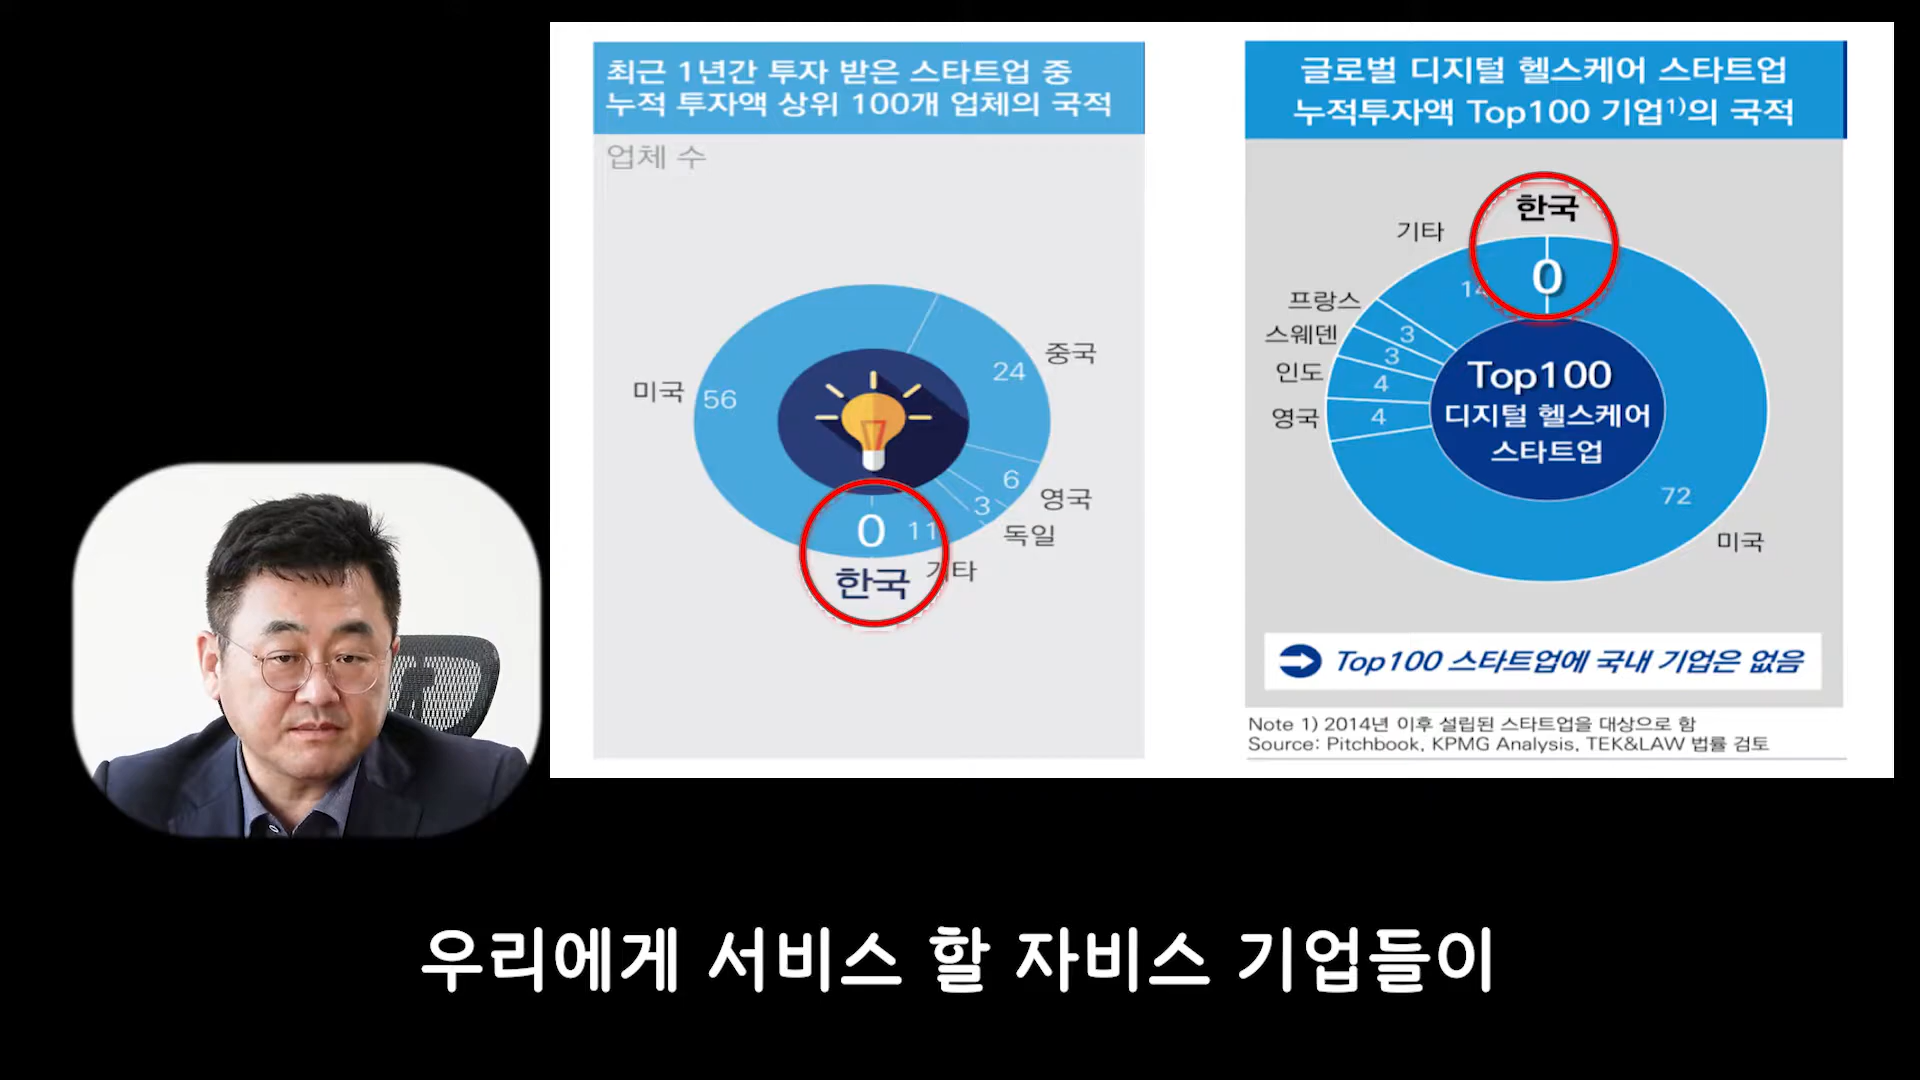 최근 1년간 투자 받은 스타트업 중
누적 투자액 상위 100개 업체의 국적
업체 수
미국
56
24
중국
6
영국
3
독일
11
기타
0
한국
글로벌 디지털 헬스케어 스타트업
누적투자액 Top100 기업1)의 국적
한국
0
기타
14
프랑스
3
스웨덴
3
인도
4
영국
4
Top100
디지털 헬스케어
스타트업
72
미국
Top100 스타트업에 국내 기업은 없음
Note 1) 2014년 이후 설립된 스타트업을 대상으로 함
Source: Pitchbook, KPMG Analysis, TEK&LAW 법률 검토
우리에게 서비스 할 자비스 기업들이